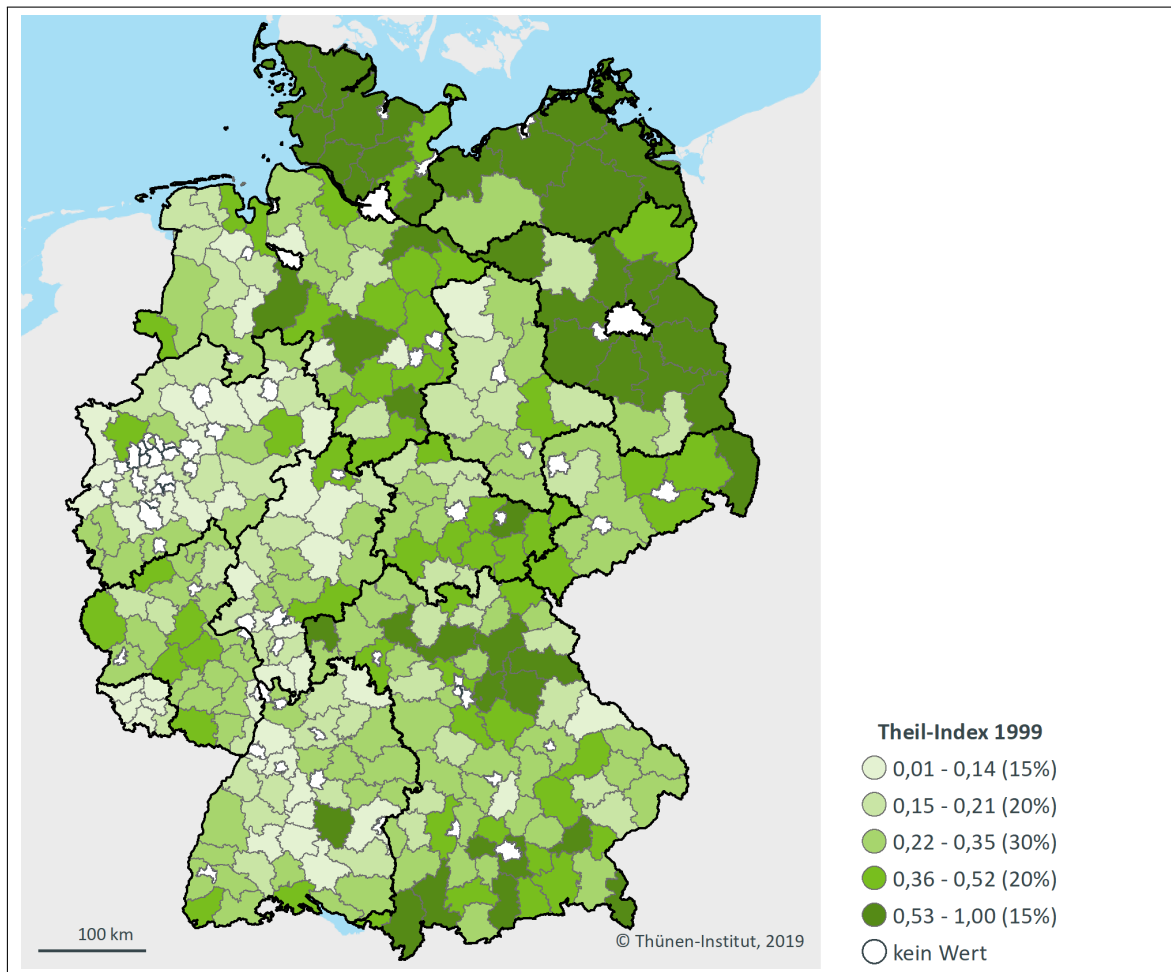 Theil-Index 1999
0,01 - 0,14 (15%)
0,15 - 0,21 (20%)
0,22 - 0,35 (30%)
0,36 - 0,52 (20%)
0,53 - 1,00 (15%)
kein Wert
100 km
© Thünen-Institut, 2019